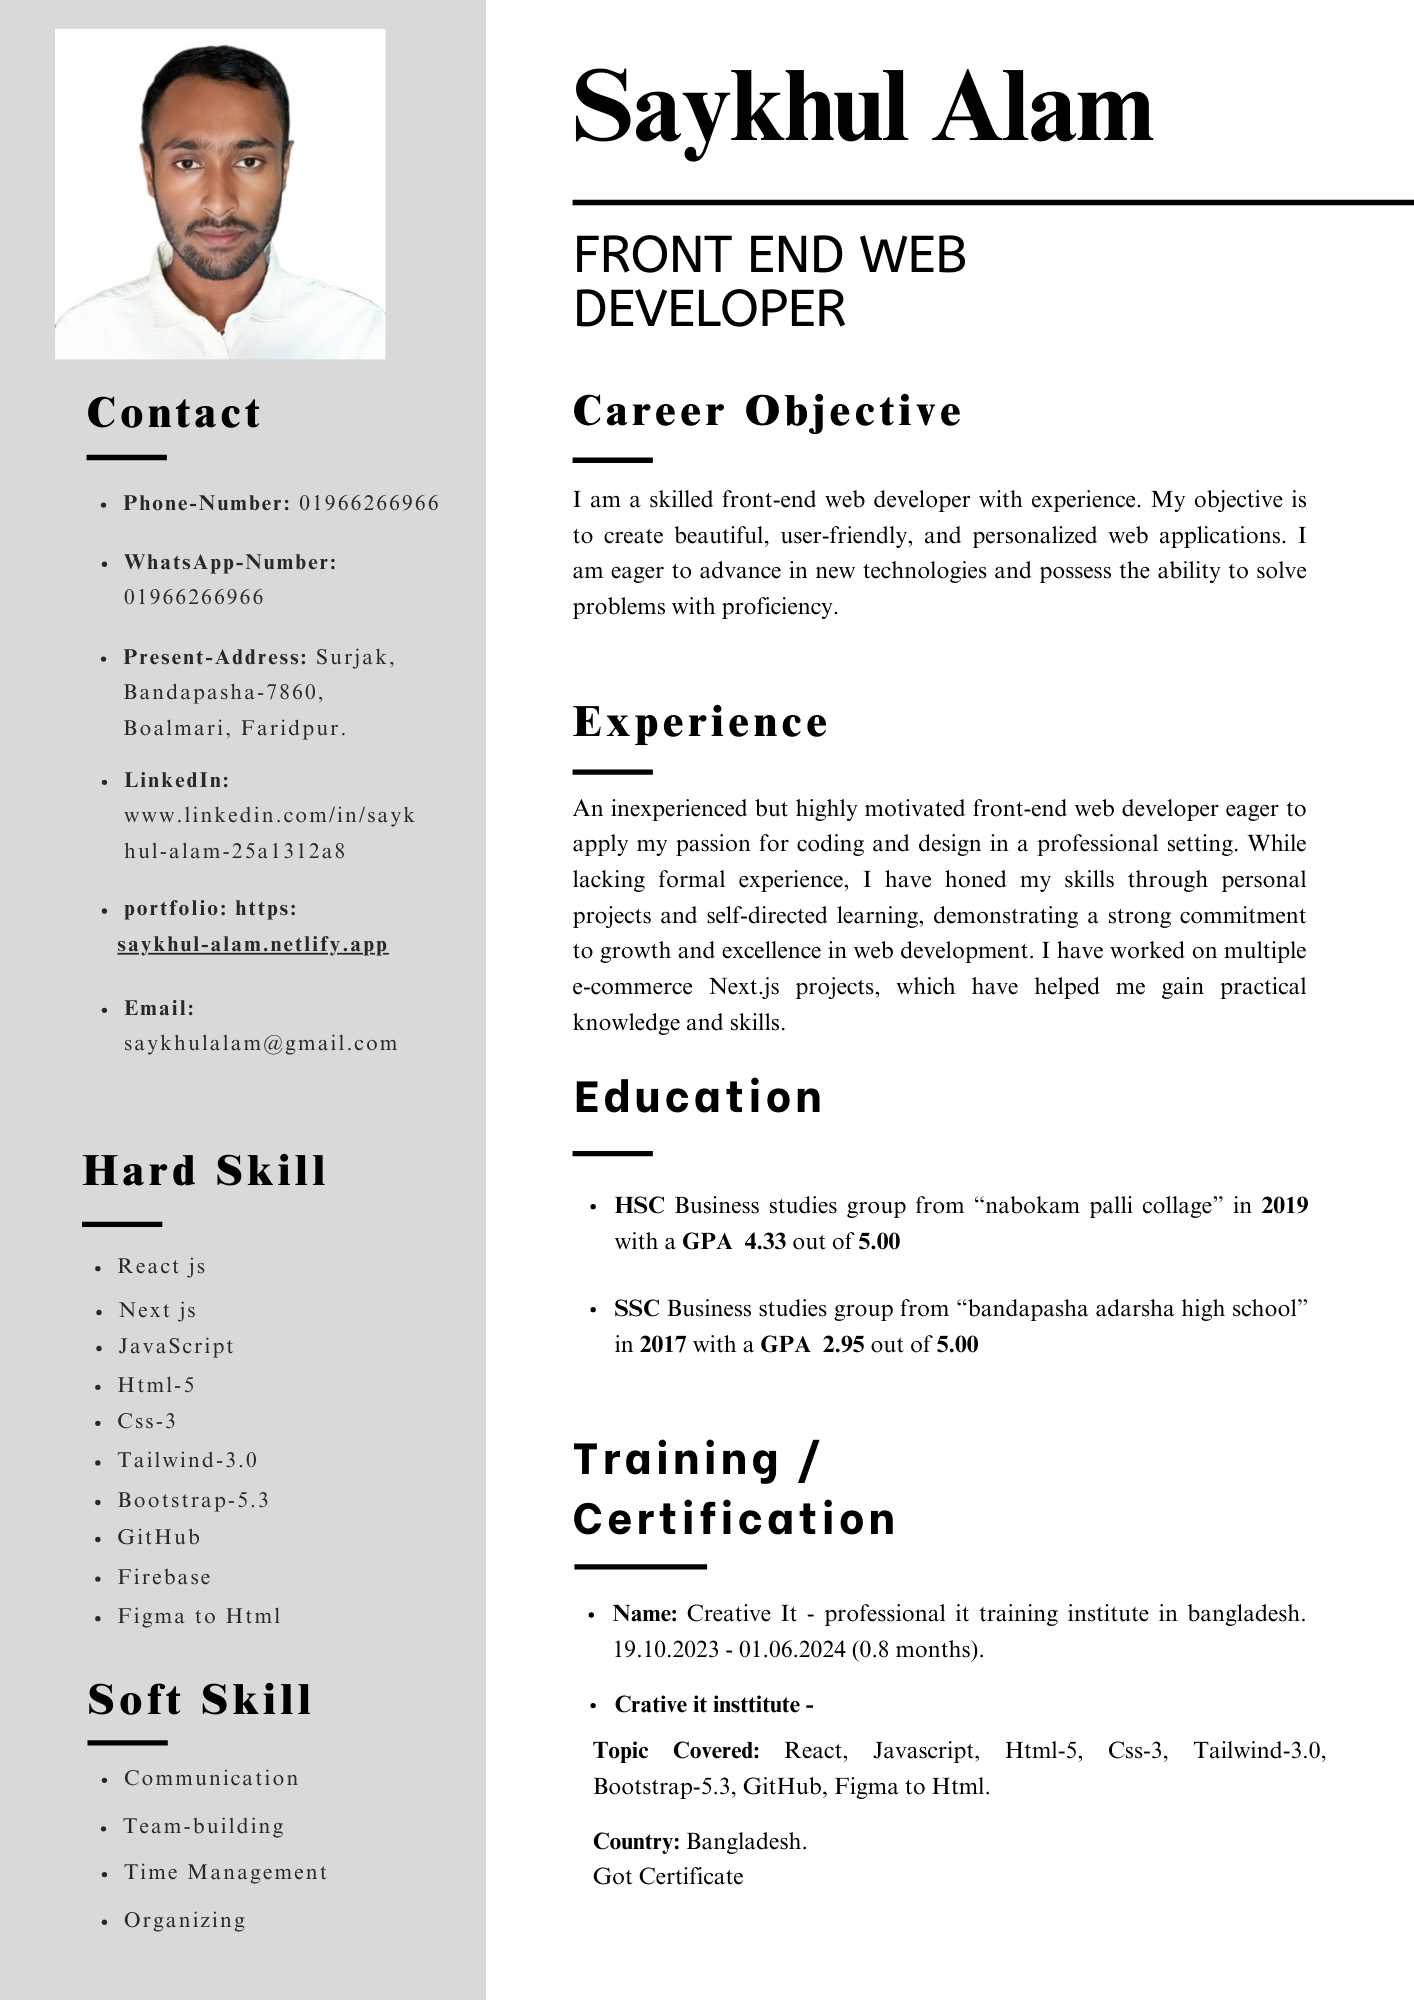 Saykhul Alam
FRONT END WEB
DEVELOPER
Contact
• Phone-Number: 01966266966
• WhatsApp-Number:
01966266966
• Present-Address: Surjak,
Bandapasha-7860,
Boalmari, Faridpur.
• LinkedIn:
www.linkedin.com/in/sayk
hul-alam-25a1312a8
• portfolio: https:
saykhul-alam.netlify.app
• Email:
saykhulalam@gmail.com
Hard Skill
• React js
• Next js
• JavaScript
• Html-5
• Css-3
• Tailwind-3.0
• Bootstrap-5.3
• GitHub
• Firebase
• Figma to Html
Soft Skill
• Communication
• Team-building
• Time Management
• Organizing
Career Objective
I am a skilled front-end web developer with experience. My objective is
to create beautiful, user-friendly, and personalized web applications. I
am eager to advance in new technologies and possess the ability to solve
problems with proficiency.
Experience
An inexperienced but highly motivated front-end web developer eager to
apply my passion for coding and design in a professional setting. While
lacking formal experience, I have honed my skills through personal
projects and self-directed learning, demonstrating a strong commitment
to growth and excellence in web development. I have worked on multiple
e-commerce Next.js projects, which have helped me gain practical
knowledge and skills.
Education
• HSC Business studies group from “nabokam palli collage” in 2019
with a GPA 4.33 out of 5.00
• SSC Business studies group from “bandapasha adarsha high school”
in 2017 with a GPA 2.95 out of 5.00
Training /
Certification
• Name: Creative It - professional it training institute in bangladesh.
19.10.2023 - 01.06.2024 (0.8 months).
• Crative it insttitute -
Topic Covered: React, Javascript, Html-5, Css-3, Tailwind-3.0,
Bootstrap-5.3, GitHub, Figma to Html.
Country: Bangladesh.
Got Certificate